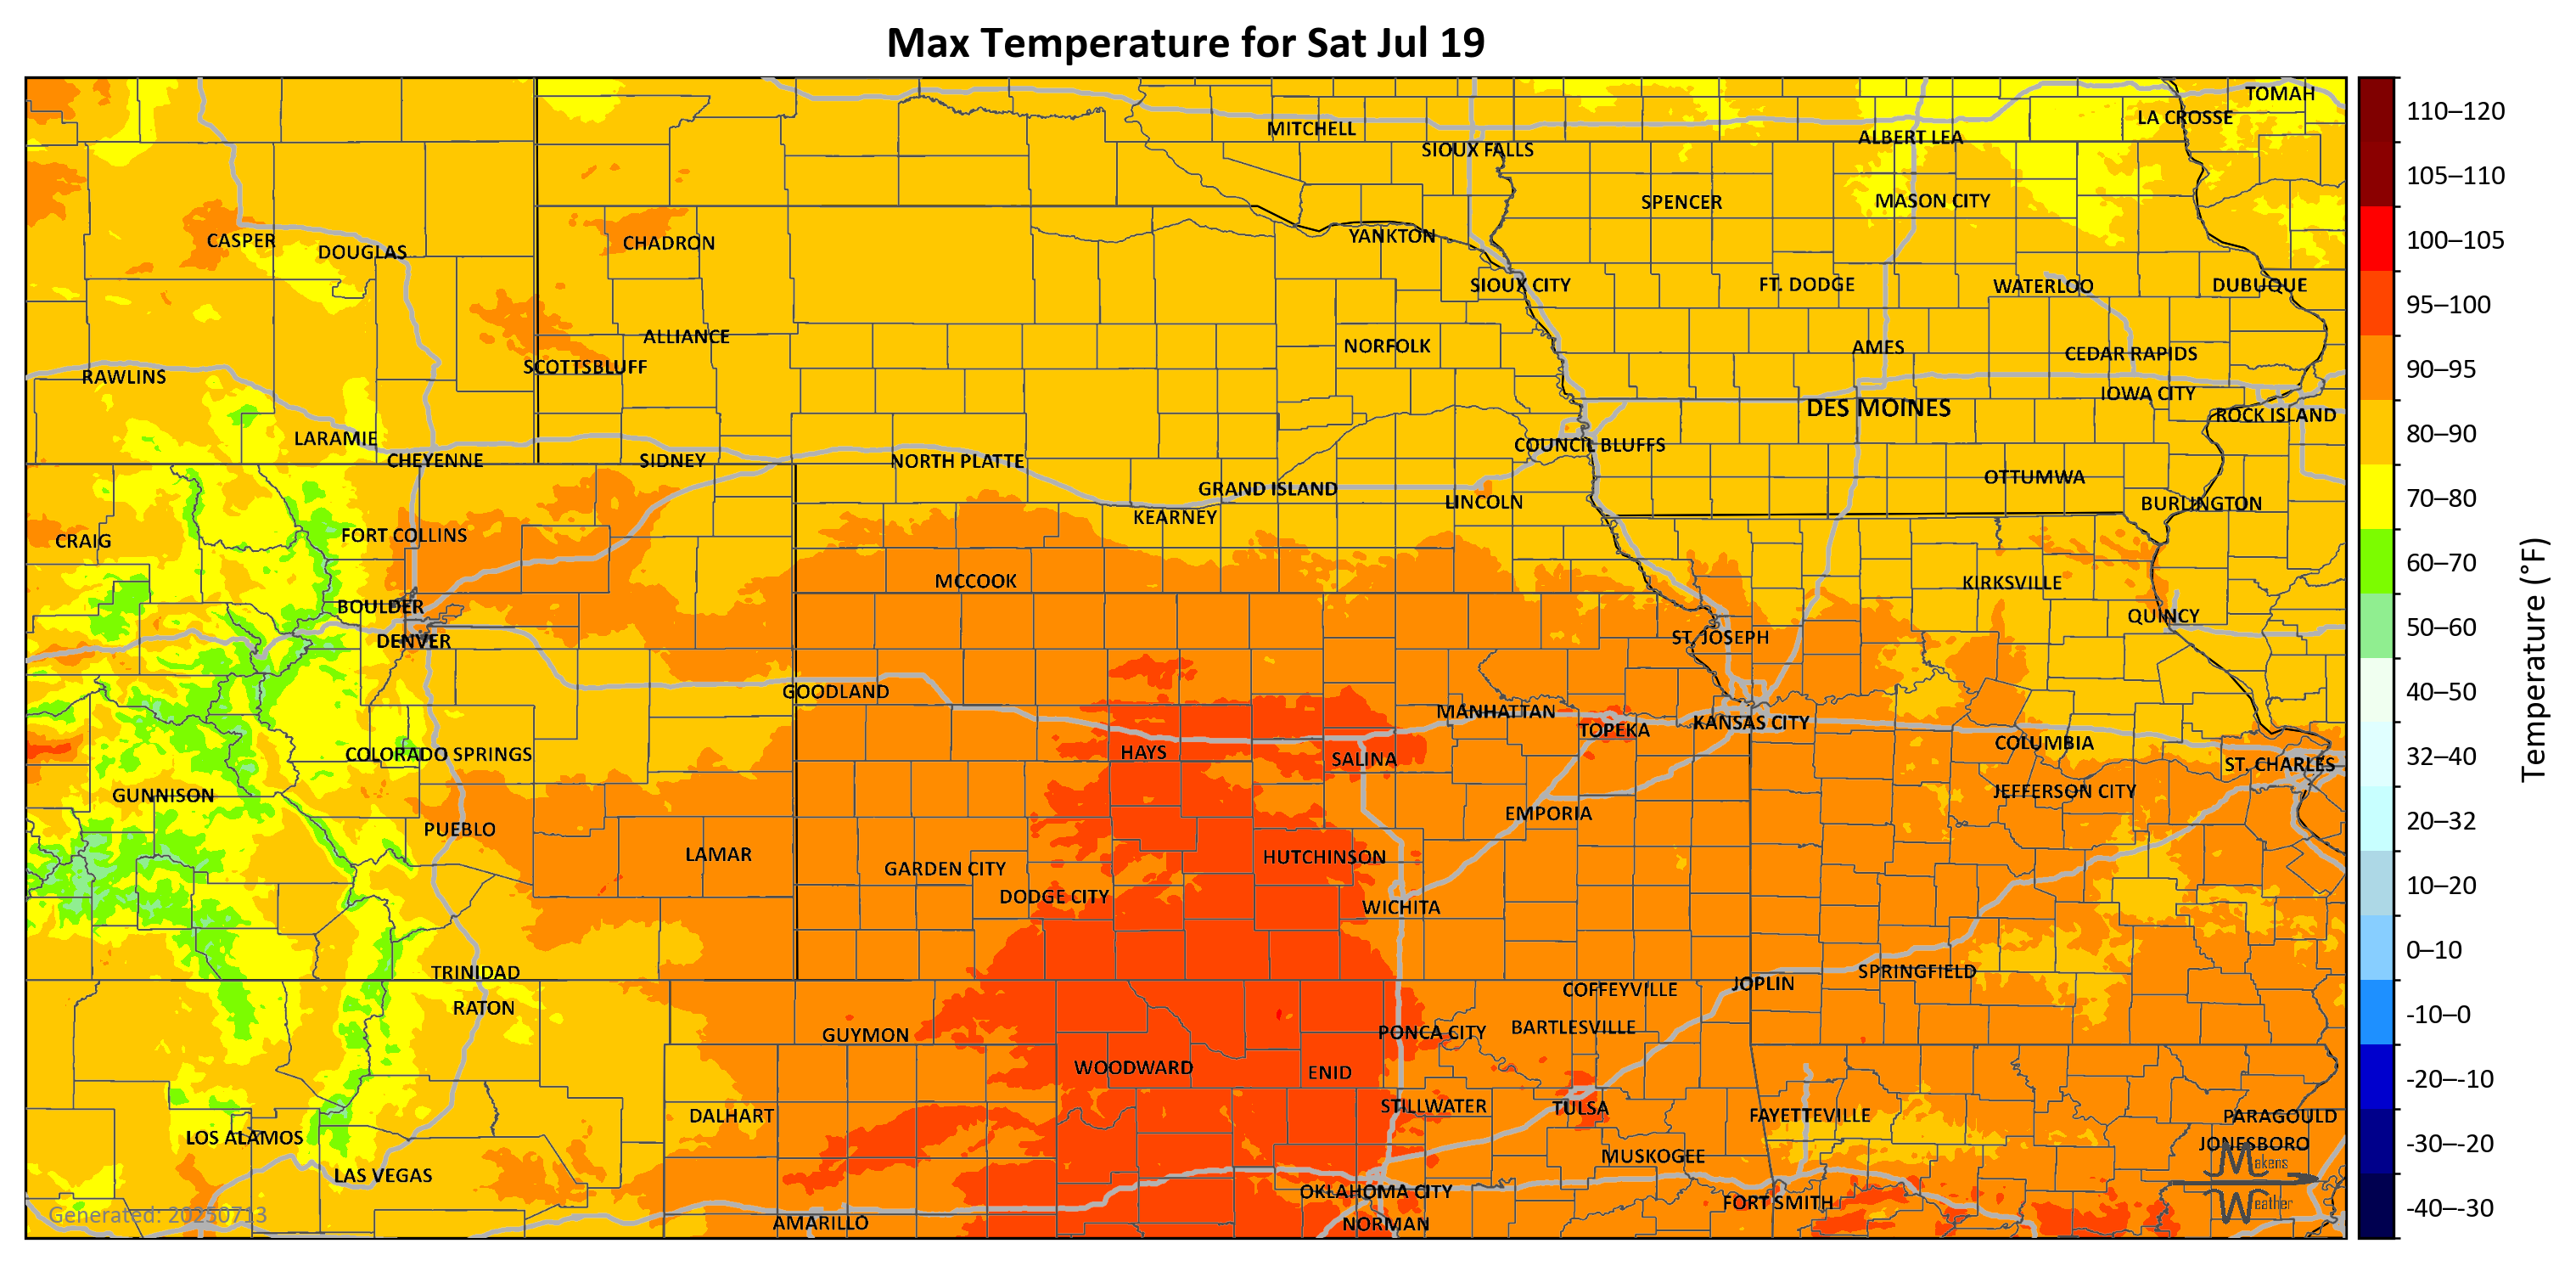 Max Temperature for Sat Jul 19
TOMAH
LA CROSSE
MITCHELL
ALBERT LEA
SIOUX FALLS
SPENCER
MASON CITY
CASPER
DOUGLAS
CHADRON
YANKTON
SIOUX CITY
FT. DODGE
WATERLOO
DUBUQUE
ALLIANCE
NORFOLK
AMES
CEDAR RAPIDS
SCOTTSBLUFF
RAWLINS
IOWA CITY
DES MOINES
ROCK ISLAND
LARAMIE
COUNCIL BLUFFS
CHEYENNE
SIDNEY
NORTH PLATTE
OTTUMWA
GRAND ISLAND
LINCOLN
BURLINGTON
KEARNEY
FORT COLLINS
CRAIG
MCCOOK
KIRKSVILLE
BOULDER
QUINCY
DENVER
ST. JOSEPH
GOODLAND
MANHATTAN
KANSAS CITY
TOPEKA
COLUMBIA
HAYS
COLORADO SPRINGS
SALINA
ST. CHARLES
GUNNISON
JEFFERSON CITY
EMPORIA
PUEBLO
LAMAR
HUTCHINSON
GARDEN CITY
DODGE CITY
WICHITA
TRINIDAD
SPRINGFIELD
JOPLIN
COFFEYVILLE
RATON
BARTLESVILLE
PONCA CITY
GUYMON
WOODWARD
ENID
STILLWATER
TULSA
DALHART
FAYETTEVILLE
PARAGOULD
LOS ALAMOS
JONESBORO
MUSKOGEE
LAS VEGAS
OKLAHOMA CITY
FORT SMITH
AMARILLO
NORMAN
Makens
Weather
Generated: 20250713
110–120
105–110
100–105
95–100
90–95
80–90
70–80
60–70
50–60
40–50
32–40
20–32
10–20
0–10
-10–0
-20–-10
-30–-20
-40–-30
Temperature (°F)